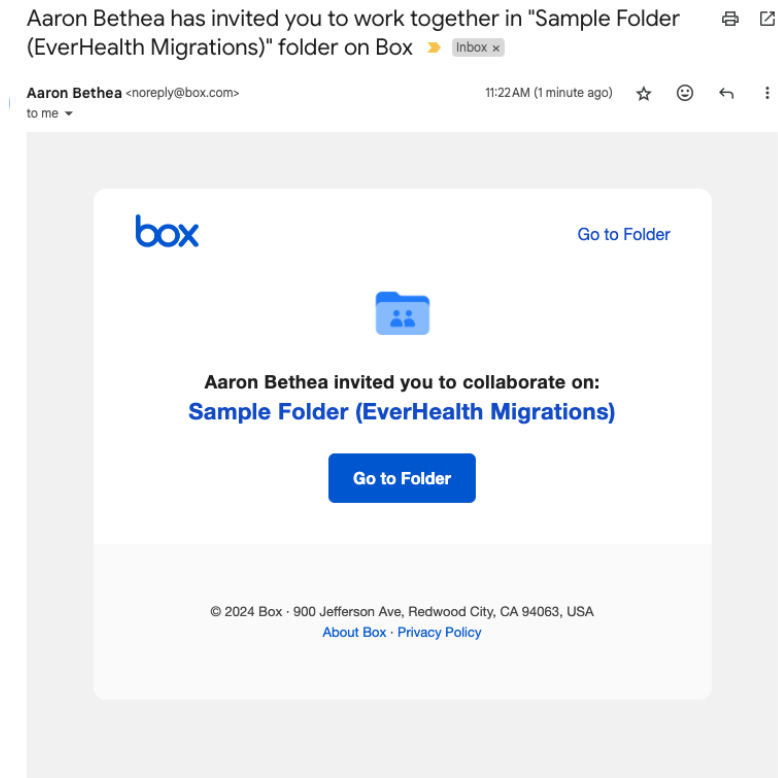 Aaron Bethea has invited you to work together in "Sample Folder
(EverHealth Migrations)" folder on Box Inbox ×
Aaron Bethea <noreply@box.com> 11:22 AM (1 minute ago)
to me
box Go to Folder
Aaron Bethea invited you to collaborate on:
Sample Folder (EverHealth Migrations)
Go to Folder
© 2024 Box · 900 Jefferson Ave, Redwood City, CA 94063, USA
About Box · Privacy Policy